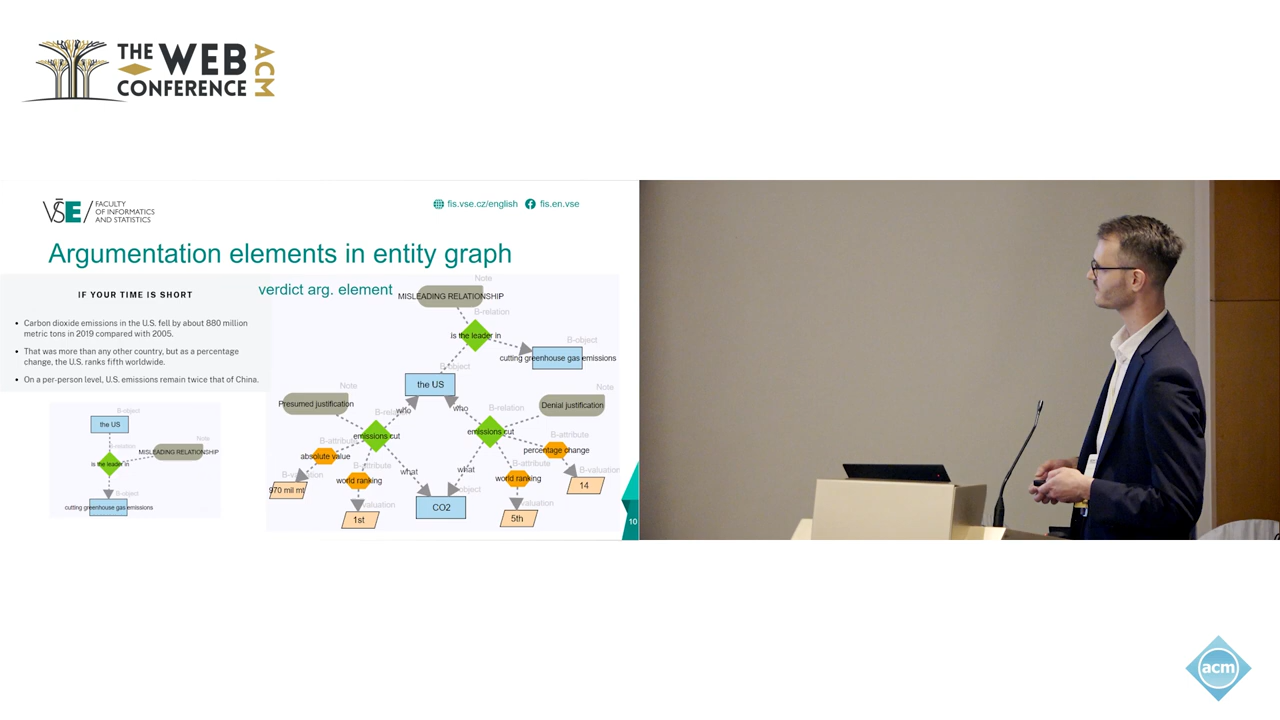 THE WEB
CONFERENCE
ACM
VŠE
FACULTY
OF INFORMATICS
AND STATISTICS
fis.vse.cz/english
fis.en.vse
Argumentation elements in entity graph
IF YOUR TIME IS SHORT
Carbon dioxide emissions in the U.S. fell by about 880 million
metric tons in 2019 compared with 2005.
That was more than any other country, but as a percentage
change, the U.S. ranks fifth worldwide.
On a per-person level, U.S. emissions remain twice that of China.
B-object
the US
B-relation
is the leader in
Note
MISLEADING RELATIONSHIP
B-object
cutting greenhouse gas emissions
verdict arg. element
Note
MISLEADING RELATIONSHIP
B-relation
is the leader in
B-object
cutting greenhouse gas emissions
B-object
the US
Note
Presumed justification
who
who
B-relation
Note
Denial justification
emissions cut
emissions cut
B-attribute
absolute value
B-attribute
percentage change
B-attribute
world ranking
what
what
B-attribute
world ranking
B-valuation
970 mil mt
B-valuation
14
1st
CO2
5th
10
acm